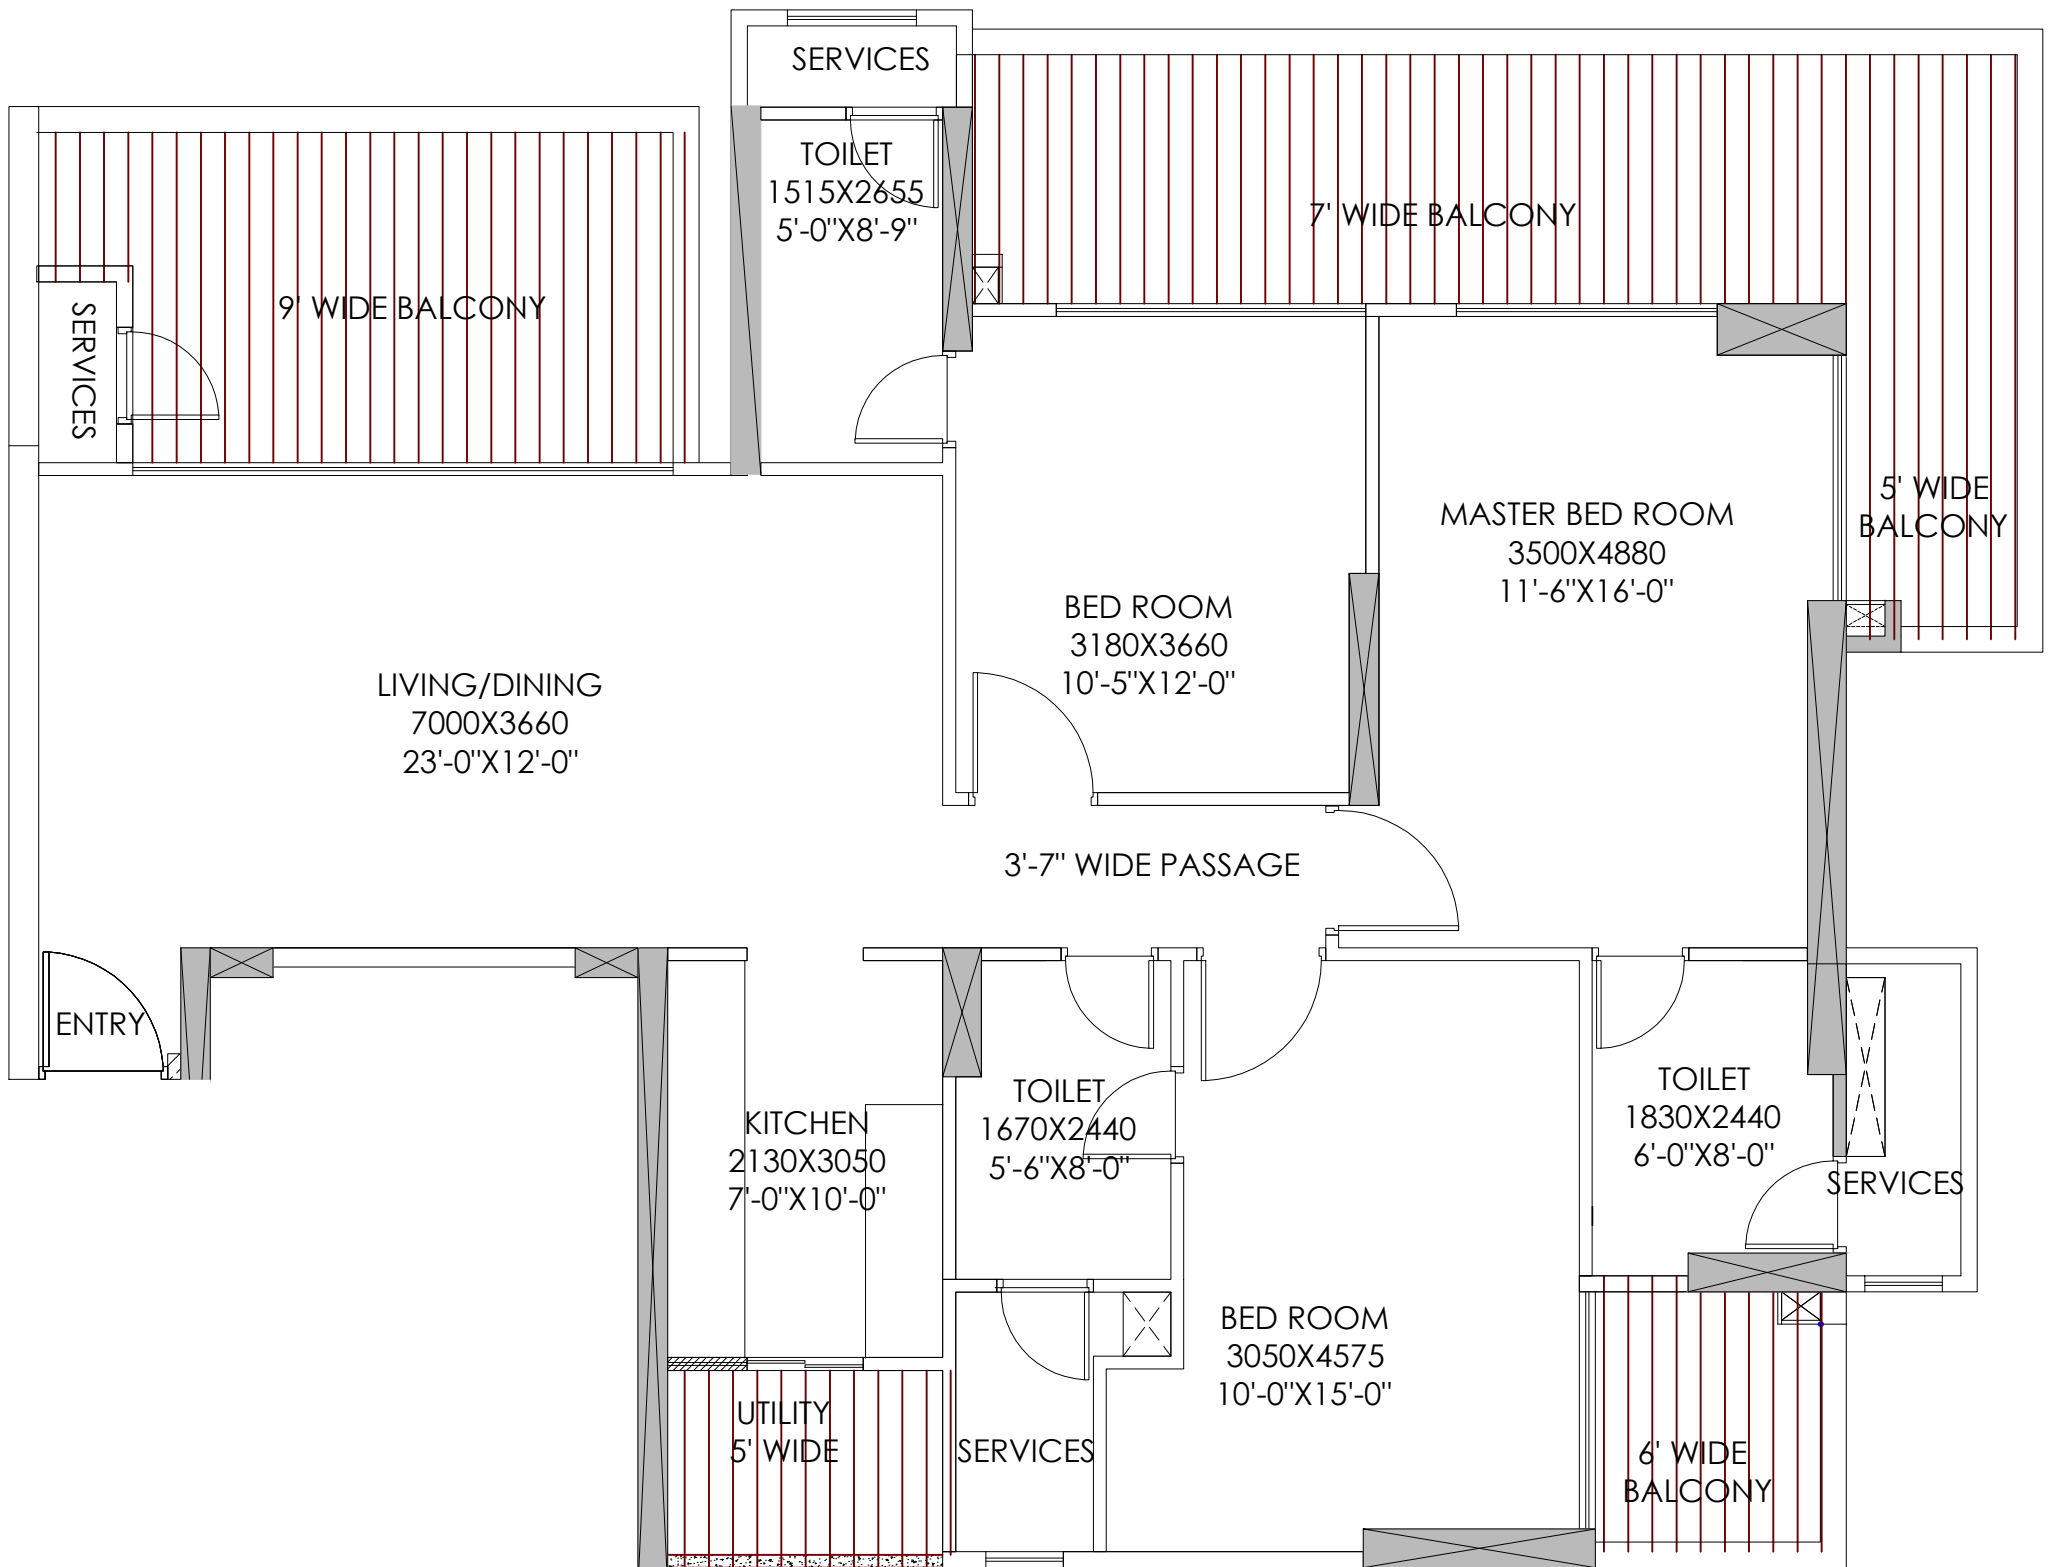 SERVICES
TOILET
1515X2655
5'-0"X8'-9"
7' WIDE BALCONY
9' WIDE BALCONY
SERVICES
5' WIDE
BALCONY
MASTER BED ROOM
3500X4880
11'-6"X16'-0"
BED ROOM
3180X3660
10'-5"X12'-0"
LIVING/DINING
7000X3660
23'-0"X12'-0"
3'-7" WIDE PASSAGE
ENTRY
KITCHEN
2130X3050
7'-0"X10'-0"
TOILET
1670X2440
5'-6"X8'-0"
TOILET
1830X2440
6'-0"X8'-0"
SERVICES
BED ROOM
3050X4575
10'-0"X15'-0"
UTILITY
5' WIDE
SERVICES
6' WIDE
BALCONY